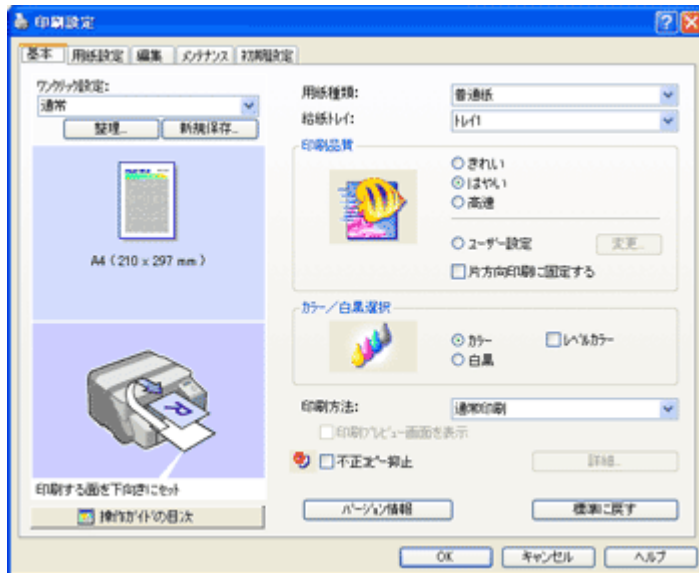 印刷設定
基本 用紙設定 編集 メンテナンス 初期設定
ワンクリック設定:
通常
整理... 新規保存...
A4 ( 210 x 297 mm )
印刷する面を下向きにセット
操作ガイドの目次
用紙種類: 普通紙
給紙トレイ: トレイ1
印刷品質
きれい
はやい
高速
ユーザー設定 変更...
片方向印刷に固定する
カラー/白黒選択
カラー レベルカラー
白黒
印刷方法: 通常印刷
印刷プレビュー画面を表示
不正コピー抑止 詳細...
バージョン情報 標準に戻す
OK キャンセル ヘルプ